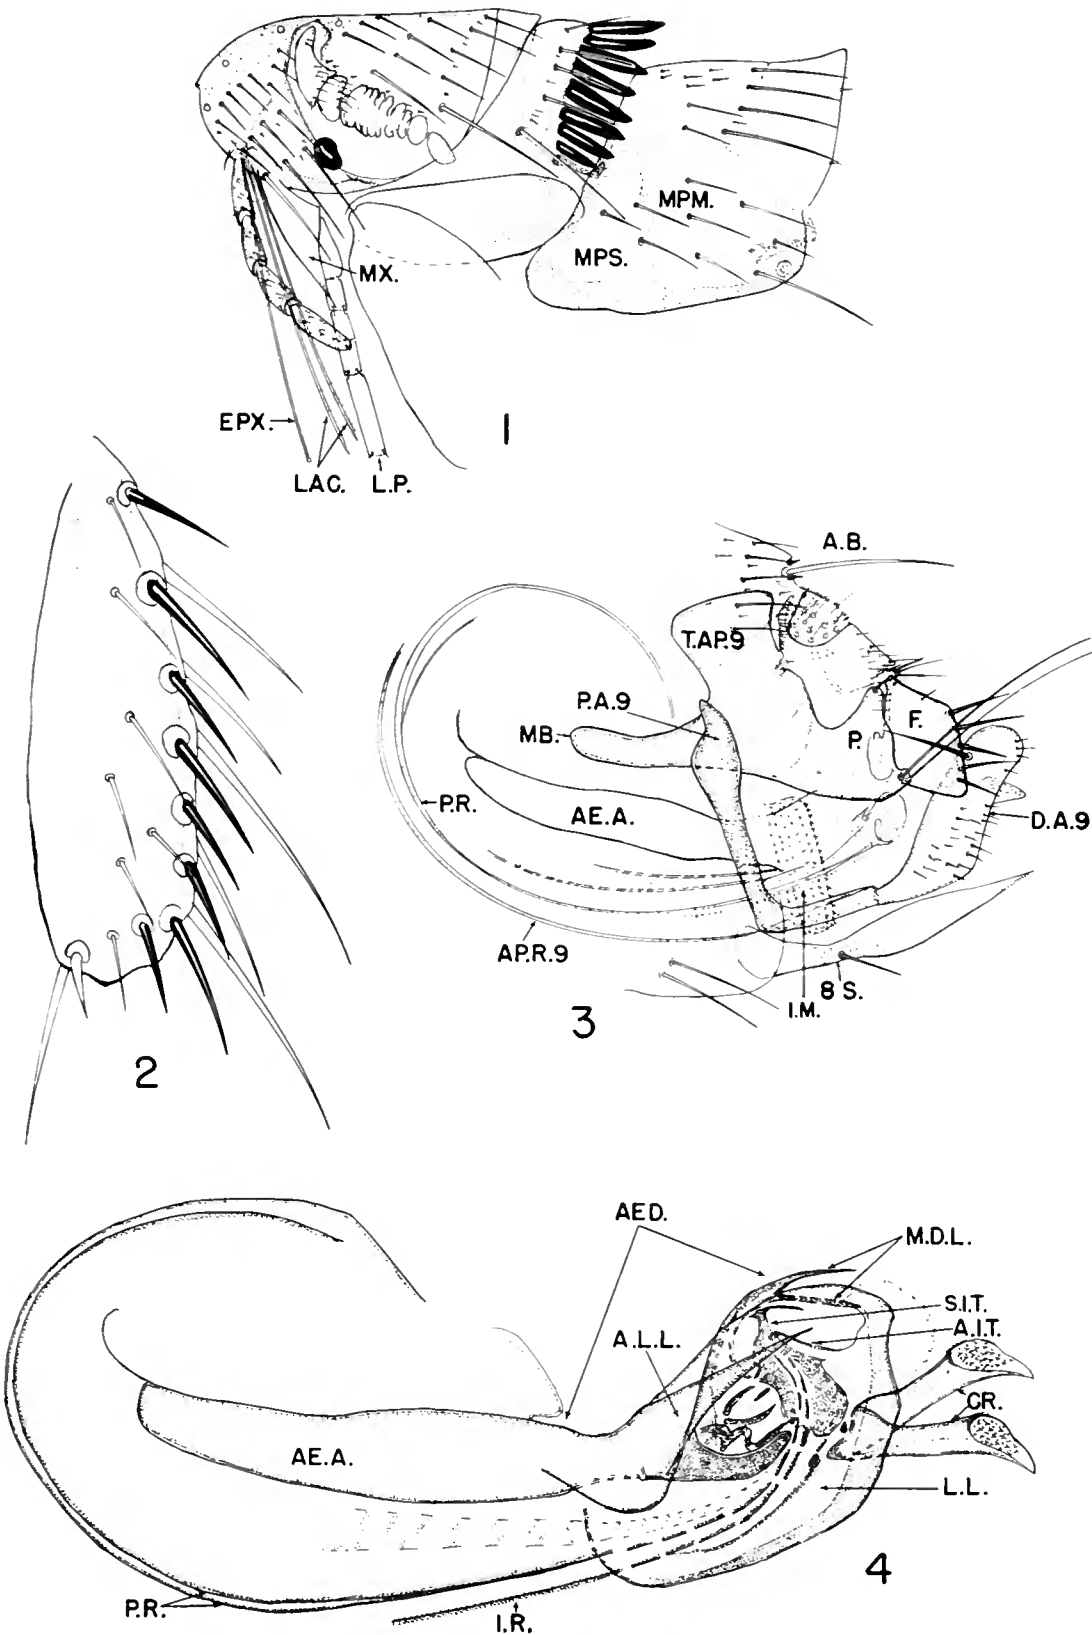 MPM.
MPS.
MX.
EPX.
LAC. L.P.
1
2
A.B.
T.AP.9
P.A.9
F.
MB.
P.
P.R.
AE.A.
D.A.9
AP.R.9
8 S.
I.M.
3
AED.
M.D.L.
S.I.T.
A.I.T.
A.L.L.
CR.
AE.A.
L.L.
4
P.R.
I.R.